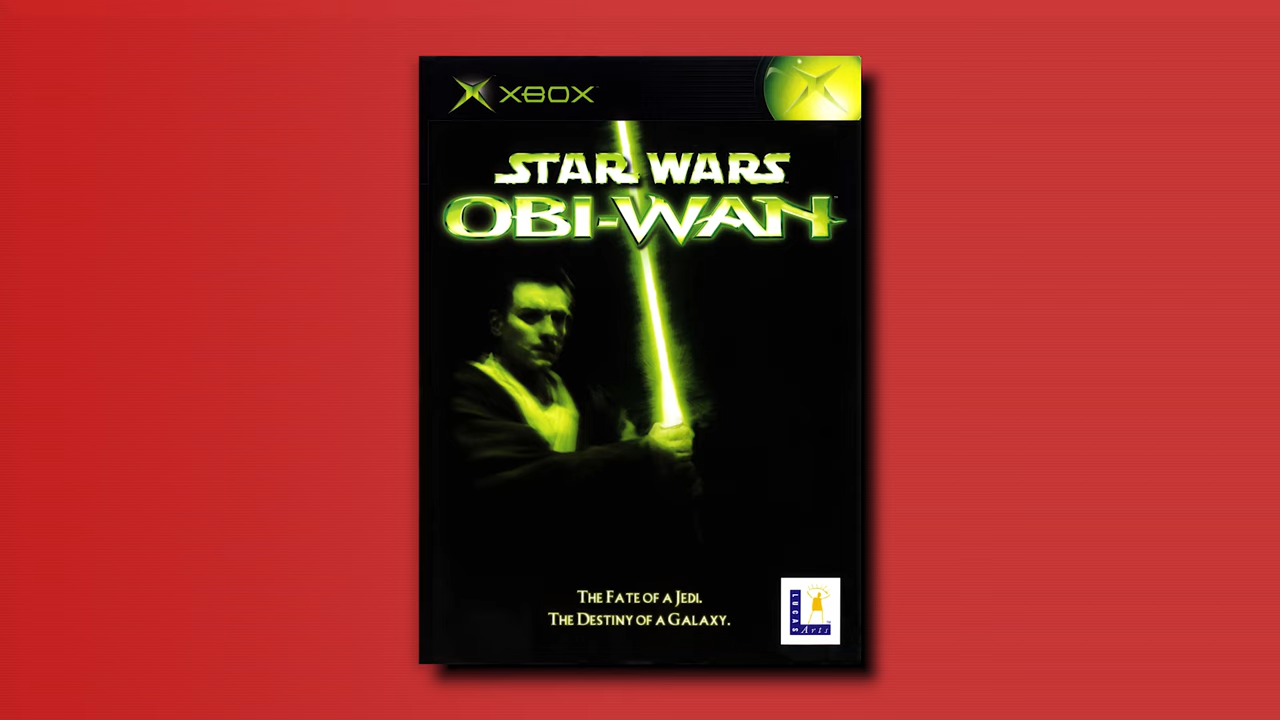 XBOX
STAR WARS
OBI-WAN
THE FATE OF A JEDI.
THE DESTINY OF A GALAXY.
LUCAS
Arts